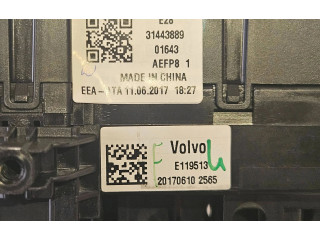 E28
31443889
01643
AEFP8 1
MADE IN CHINA
EEA-1TA 11.06.2017 18:27
E Volvo 4
E119513
20170610 2565